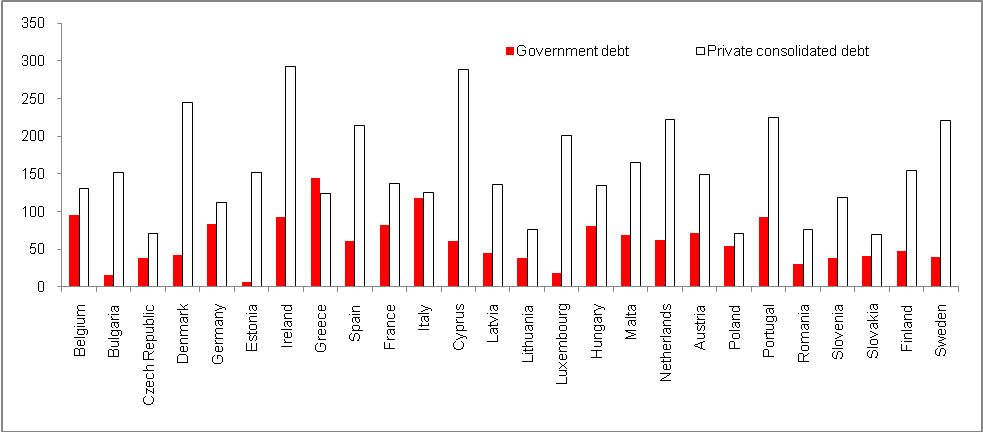 350
300
250
200
150
100
50
0
Government debt
Private consolidated debt
Belgium
Bulgaria
Czech Republic
Denmark
Germany
Estonia
Ireland
Greece
Spain
France
Italy
Cyprus
Latvia
Lithuania
Luxembourg
Hungary
Malta
Netherlands
Austria
Poland
Portugal
Romania
Slovenia
Slovakia
Finland
Sweden